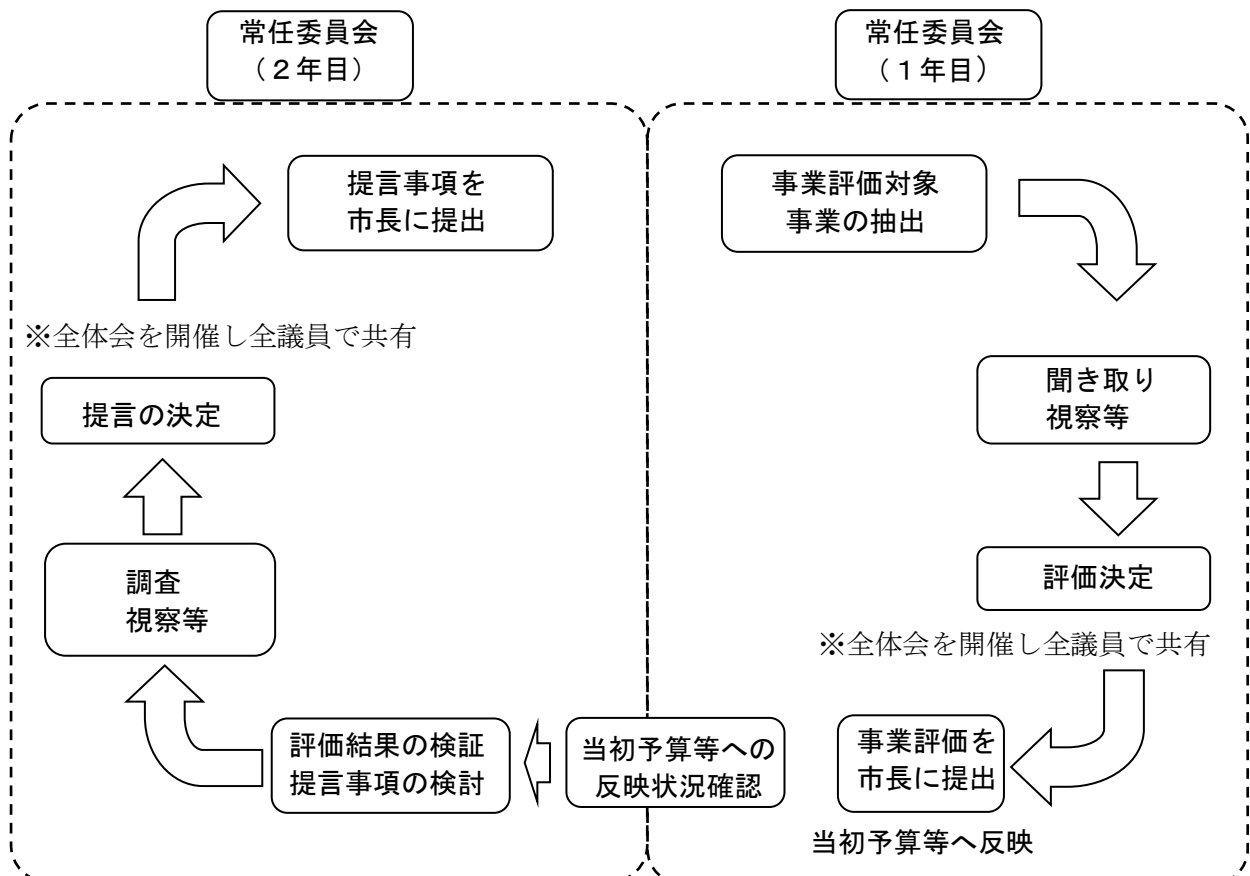 常任委員会
（２年目）
提言事項を
市長に提出
※全体会を開催し全議員で共有
提言の決定
調査
視察等
評価結果の検証
提言事項の検討
当初予算等への
反映状況確認
常任委員会
（１年目）
事業評価対象
事業の抽出
聞き取り
視察等
評価決定
※全体会を開催し全議員で共有
事業評価を
市長に提出
当初予算等へ反映